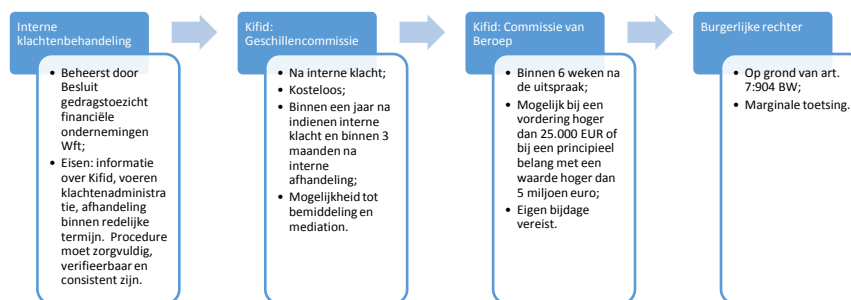 Interne
klachtenbehandeling
• Beheerst door
Besluit
gedragstoezicht
financiële
ondernemingen
Wft;
• Eisen: informatie
over Kifid, voeren
klachtenadministra
tie, afhandeling
binnen redelijke
termijn. Procedure
moet zorgvuldig,
verifieerbaar en
consistent zijn.
Kifid:
Geschillencommissie
• Na interne klacht;
• Kosteloos;
• Binnen een jaar na
indienen interne
klacht en binnen 3
maanden na
interne
afhandeling;
• Mogelijkheid tot
bemiddeling en
mediation.
Kifid: Commissie van
Beroep
• Binnen 6 weken na
de uitspraak;
• Mogelijk bij een
vordering hoger
dan 25.000 EUR of
bij een principieel
belang met een
waarde hoger dan
5 miljoen euro;
• Eigen bijdage
vereist.
Burgerlijke rechter
• Op grond van art.
7:904 BW;
• Marginale toetsing.